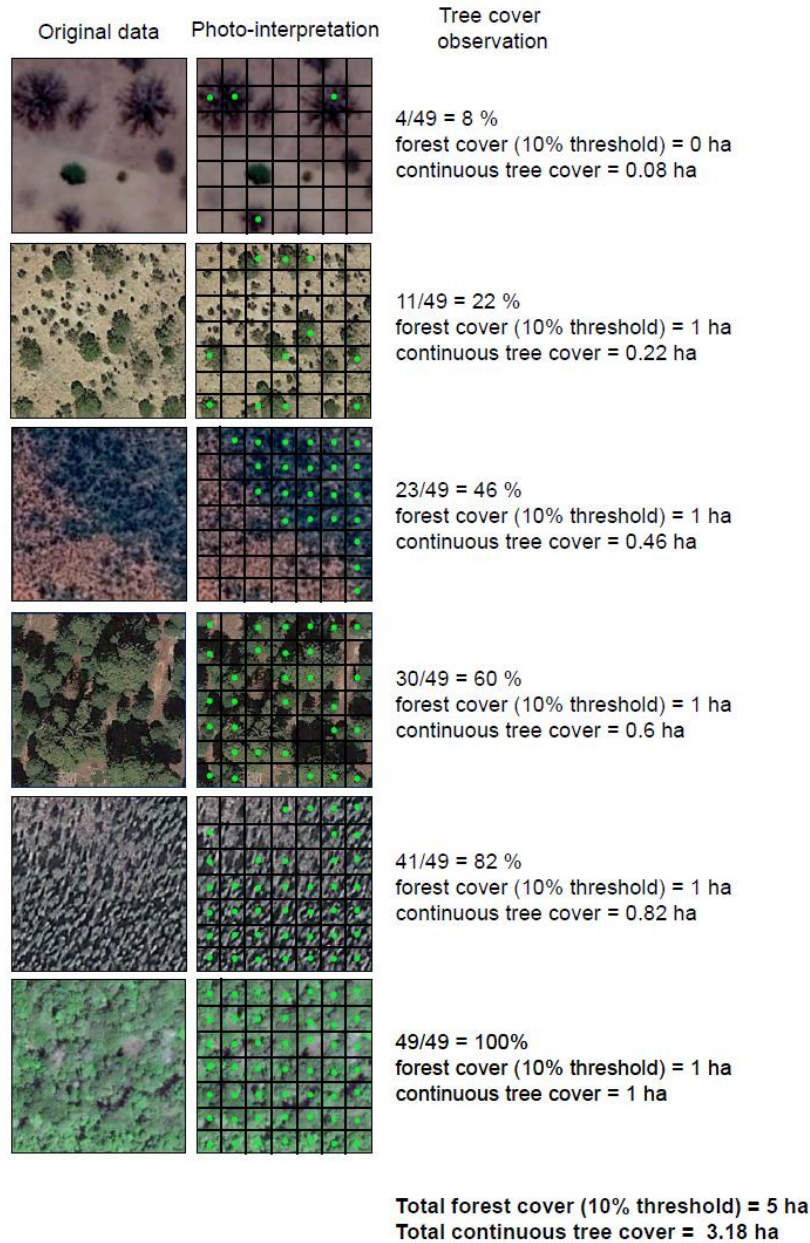 Original data
Photo-interpretation
Tree cover
observation
4/49 = 8 %
forest cover (10% threshold) = 0 ha
continuous tree cover = 0.08 ha
11/49 = 22 %
forest cover (10% threshold) = 1 ha
continuous tree cover = 0.22 ha
23/49 = 46 %
forest cover (10% threshold) = 1 ha
continuous tree cover = 0.46 ha
30/49 = 60 %
forest cover (10% threshold) = 1 ha
continuous tree cover = 0.6 ha
41/49 = 82 %
forest cover (10% threshold) = 1 ha
continuous tree cover = 0.82 ha
49/49 = 100%
forest cover (10% threshold) = 1 ha
continuous tree cover = 1 ha
Total forest cover (10% threshold) = 5 ha
Total continuous tree cover = 3.18 ha